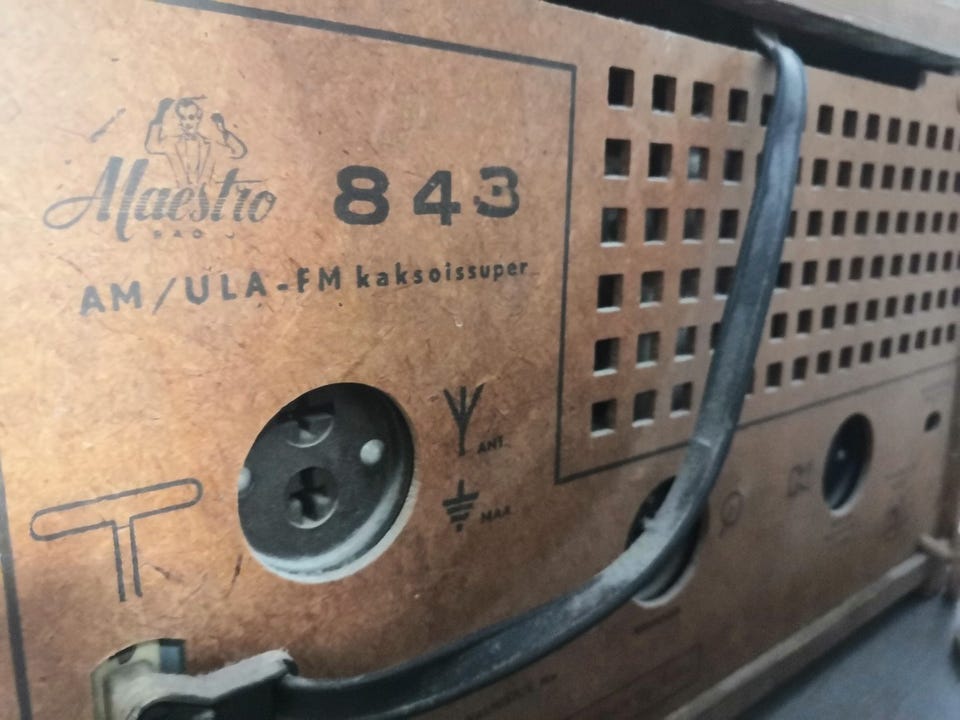 Maestro
843
AM/ULA-FM kaksoissuper
ANT.
MAA